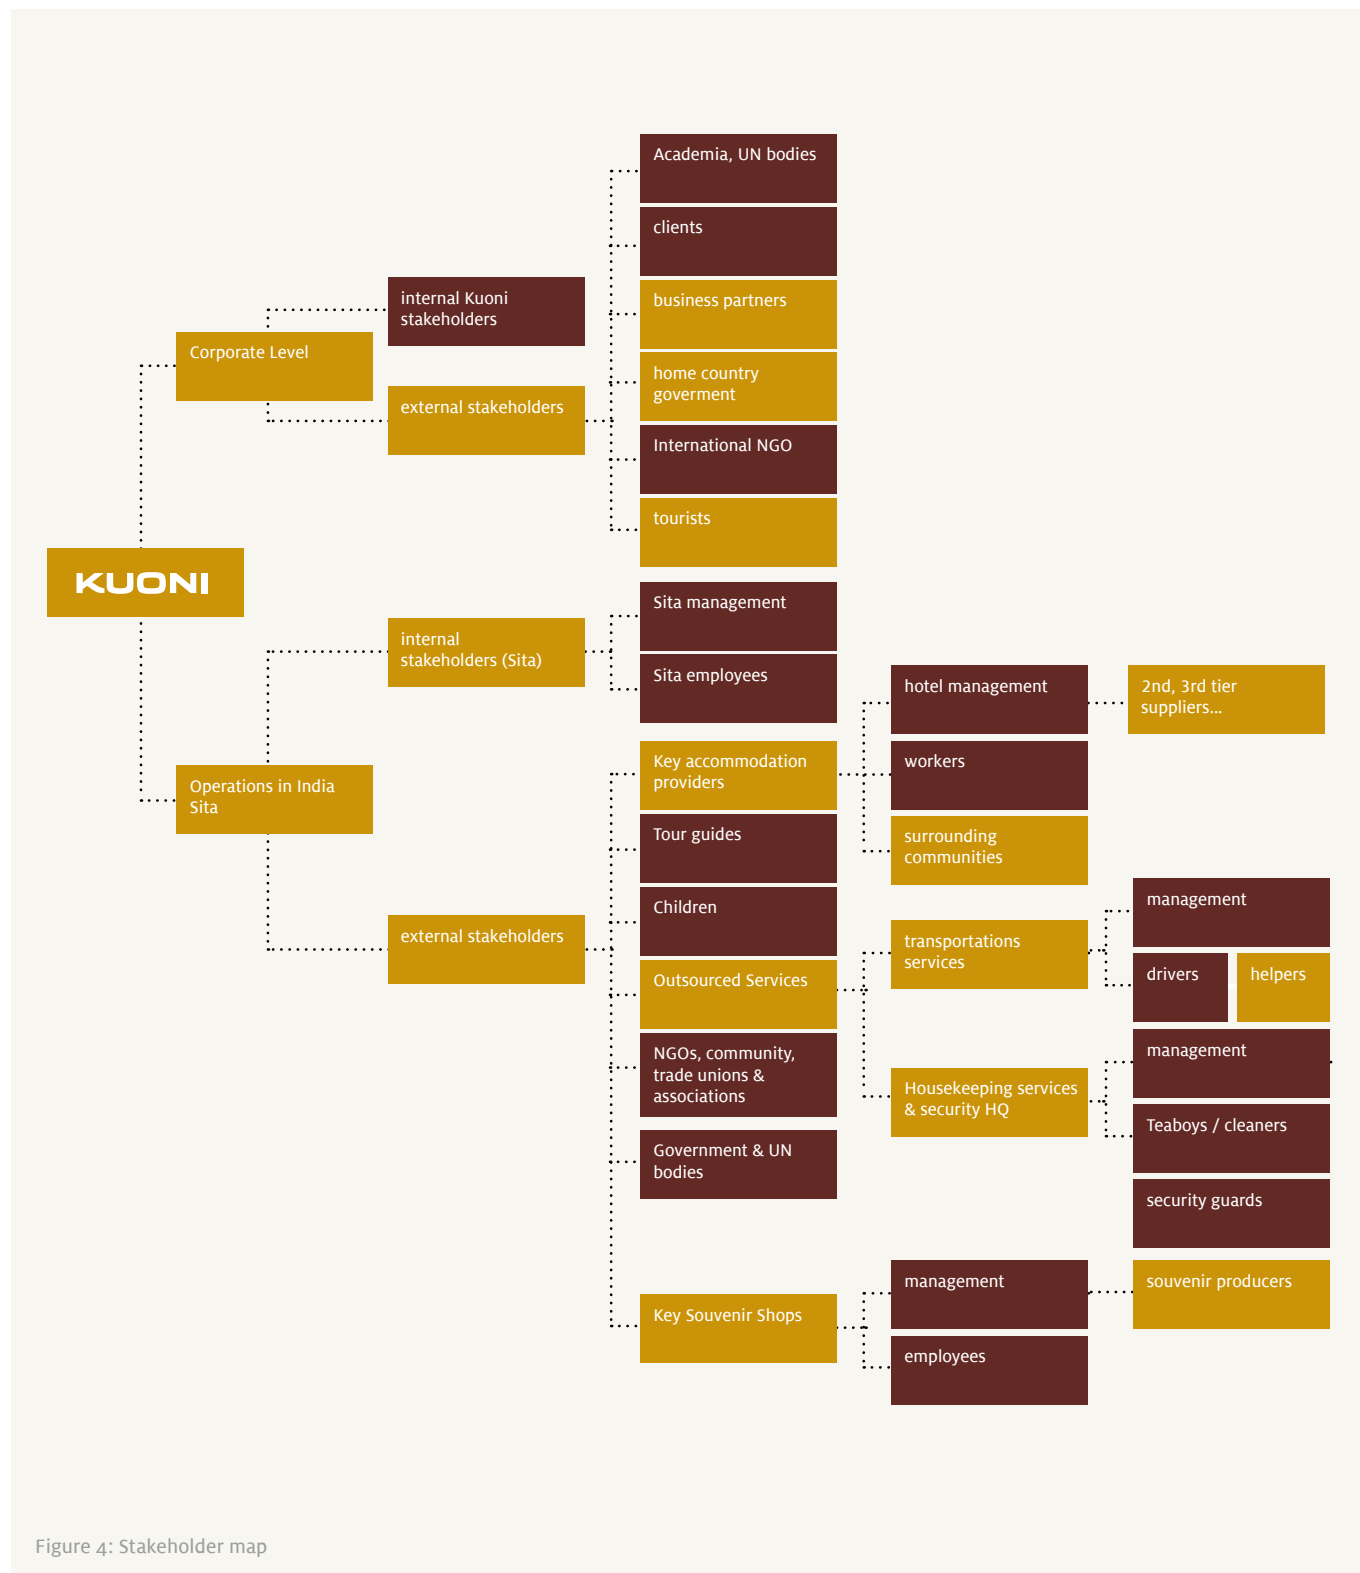 Academia, UN bodies
clients
business partners
home country
goverment
International NGO
tourists
internal Kuoni
stakeholders
Corporate Level
external stakeholders
KUONI
Sita management
Sita employees
internal
stakeholders (Sita)
Operations in India
Sita
external stakeholders
Key accommodation
providers
Tour guides
Children
Outsourced Services
NGOs, community,
trade unions &
associations
Government & UN
bodies
Key Souvenir Shops
hotel management
workers
surrounding
communities
2nd, 3rd tier
suppliers...
transportations
services
management
drivers
helpers
Housekeeping services
& security HQ
management
Teaboys / cleaners
security guards
management
employees
souvenir producers
Figure 4: Stakeholder map